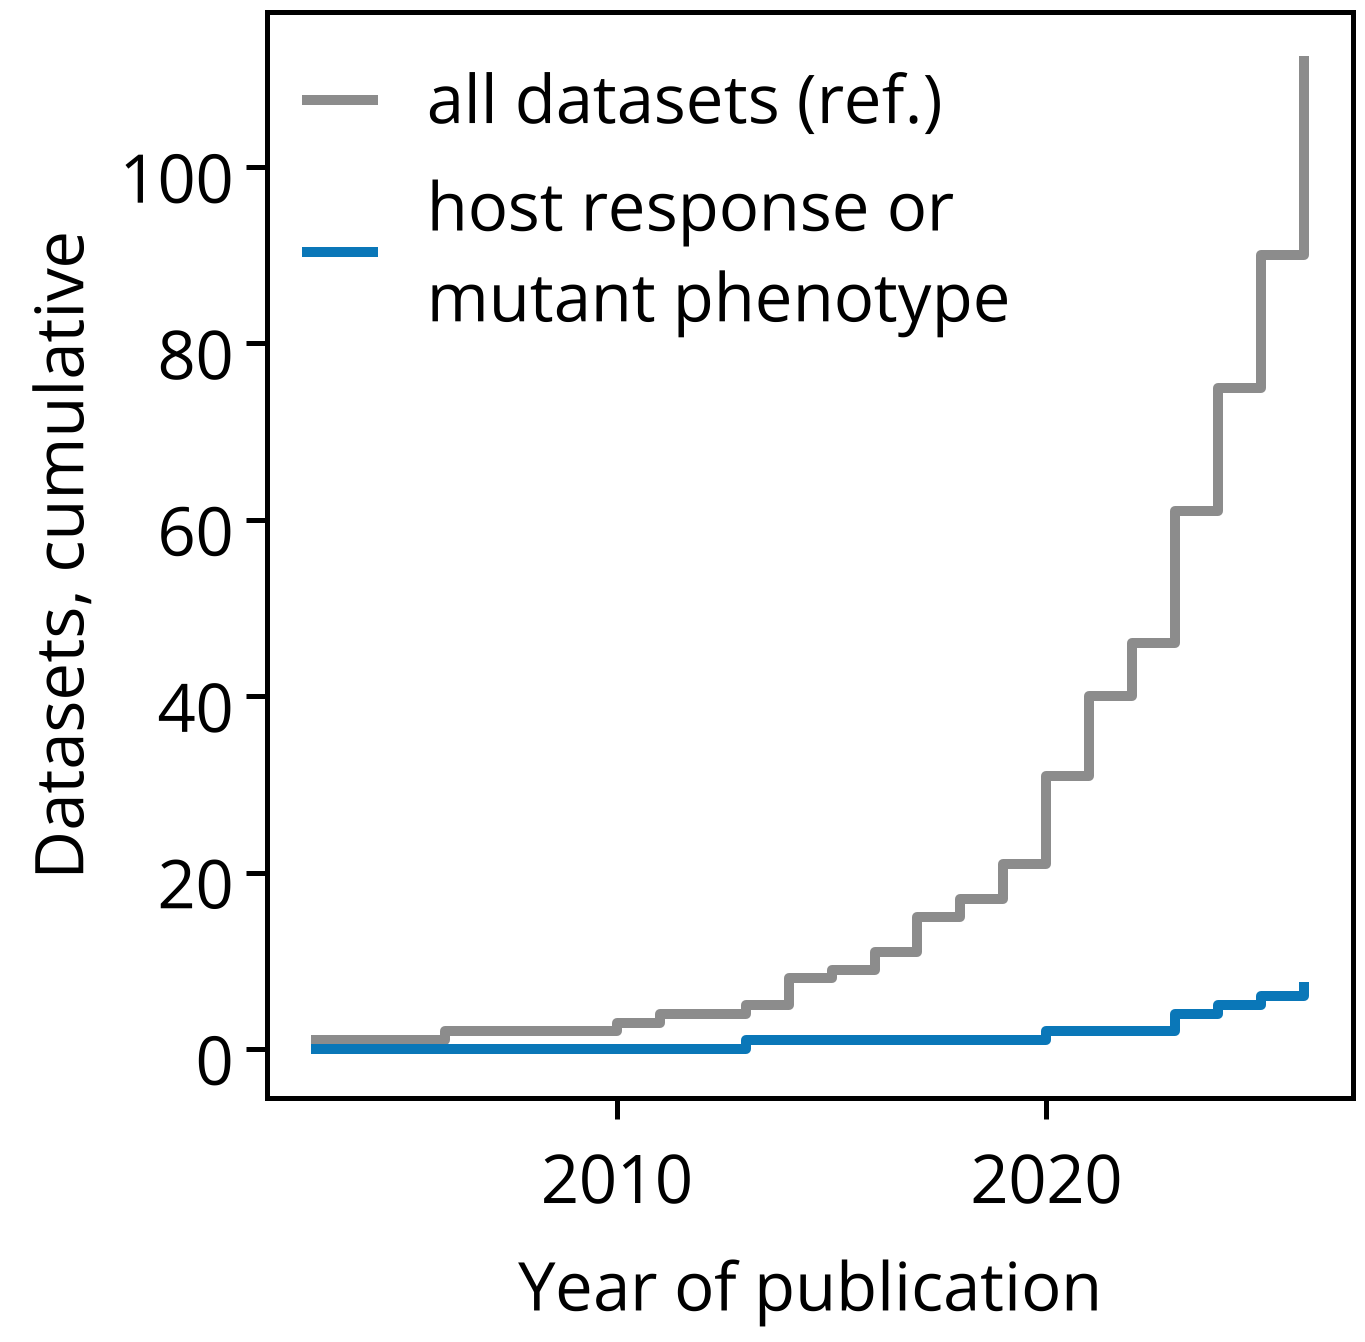 all datasets (ref.)
host response or
mutant phenotype
Datasets, cumulative
100
80
60
40
20
0
2010
2020
Year of publication